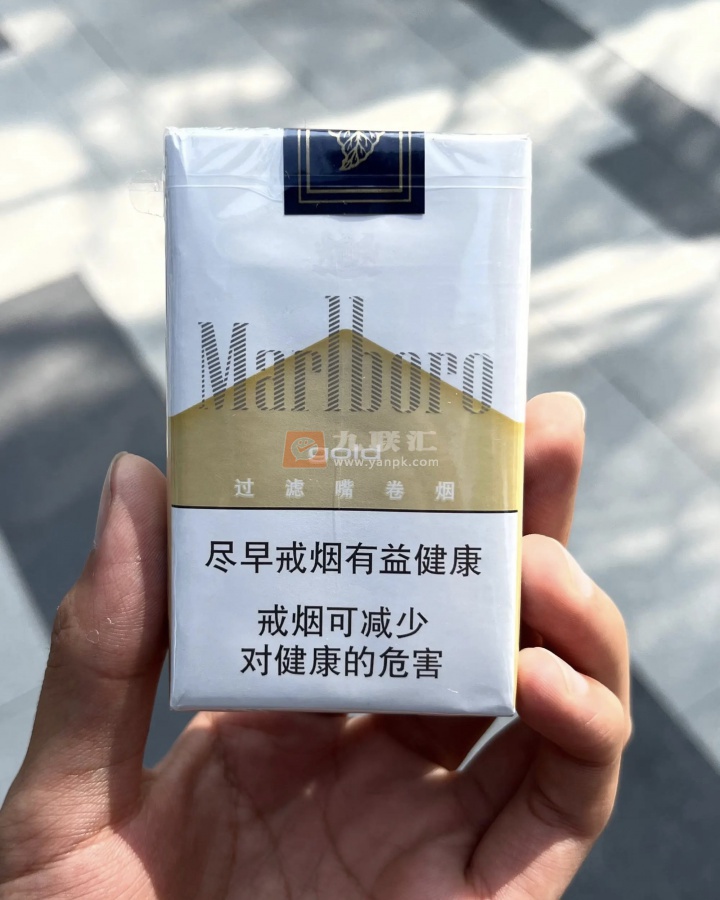 Marlboro
gold
九联汇
www.yanpk.com
过滤嘴卷烟
尽早戒烟有益健康
戒烟可减少
对健康的危害